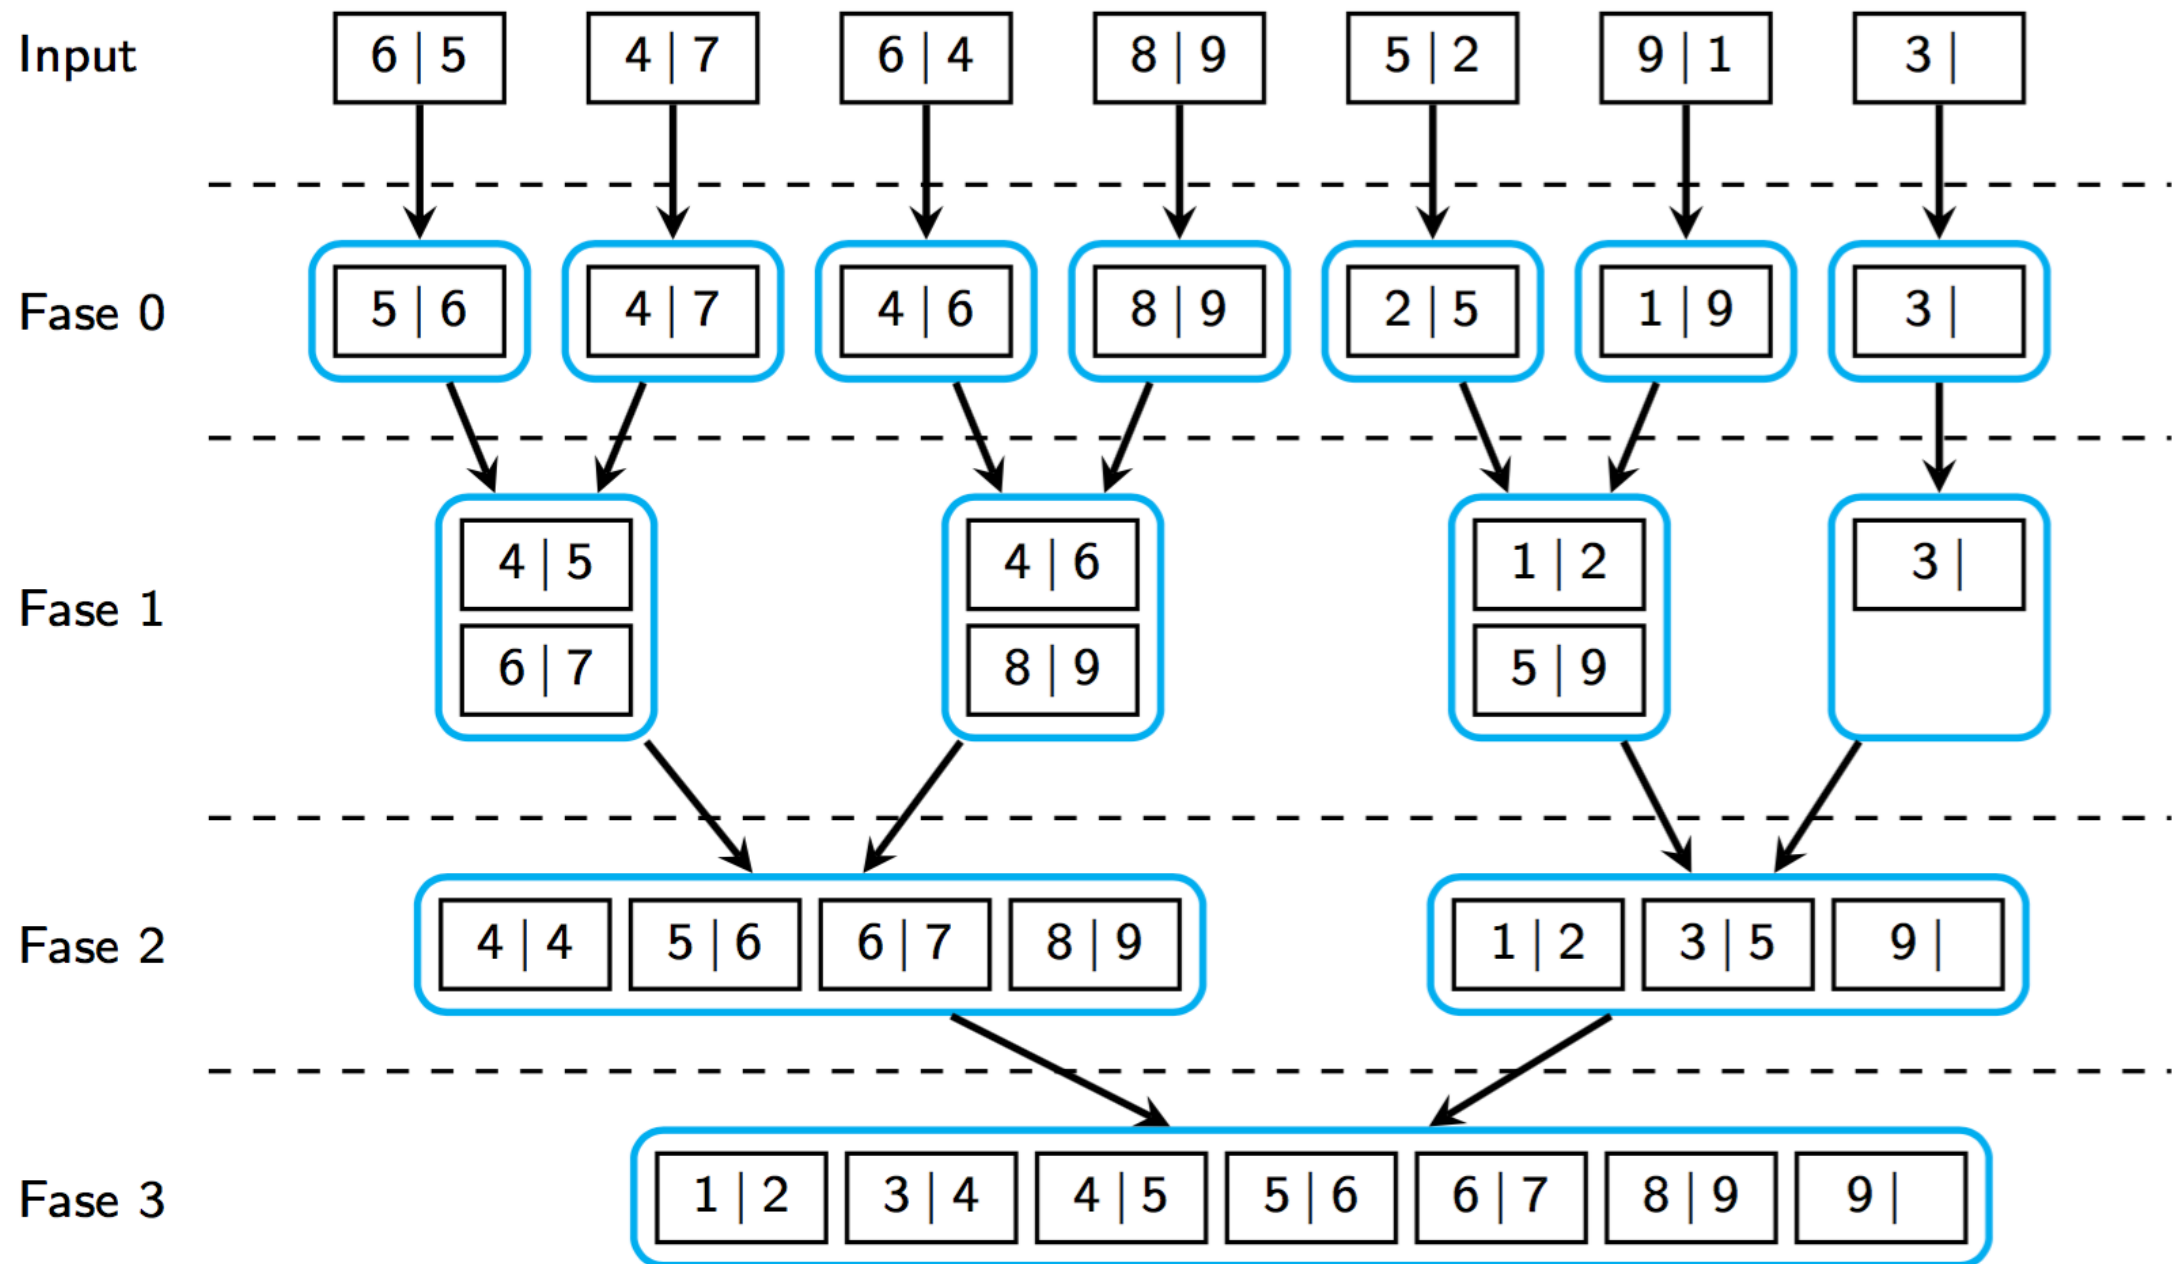 Input 6 | 5 4 | 7 6 | 4 8 | 9 5 | 2 9 | 1 3 |
Fase 0 5 | 6 4 | 7 4 | 6 8 | 9 2 | 5 1 | 9 3 |
4 | 5 4 | 6 1 | 2 3 |
Fase 1
6 | 7 8 | 9 5 | 9
Fase 2 4 | 4 5 | 6 6 | 7 8 | 9 1 | 2 3 | 5 9 |
Fase 3 1 | 2 3 | 4 4 | 5 5 | 6 6 | 7 8 | 9 9 |